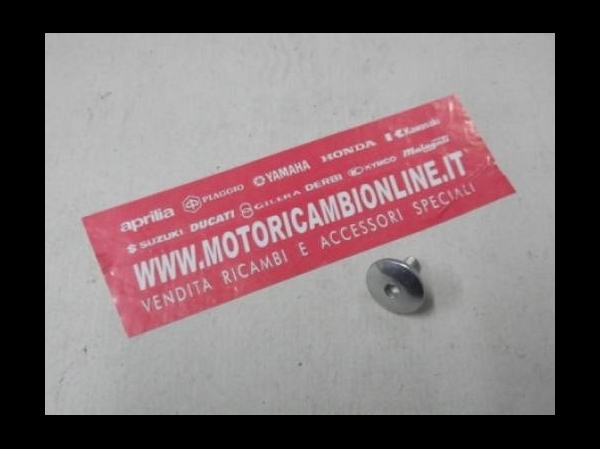 aprilia PIAGGIO YAMAHA HONDA Kawasaki
SUZUKI DUCATI GILERA DERBI KYMCO Malaguti
WWW.MOTORICAMBIONLINE.IT
VENDITA RICAMBI E ACCESSORI SPECIALI